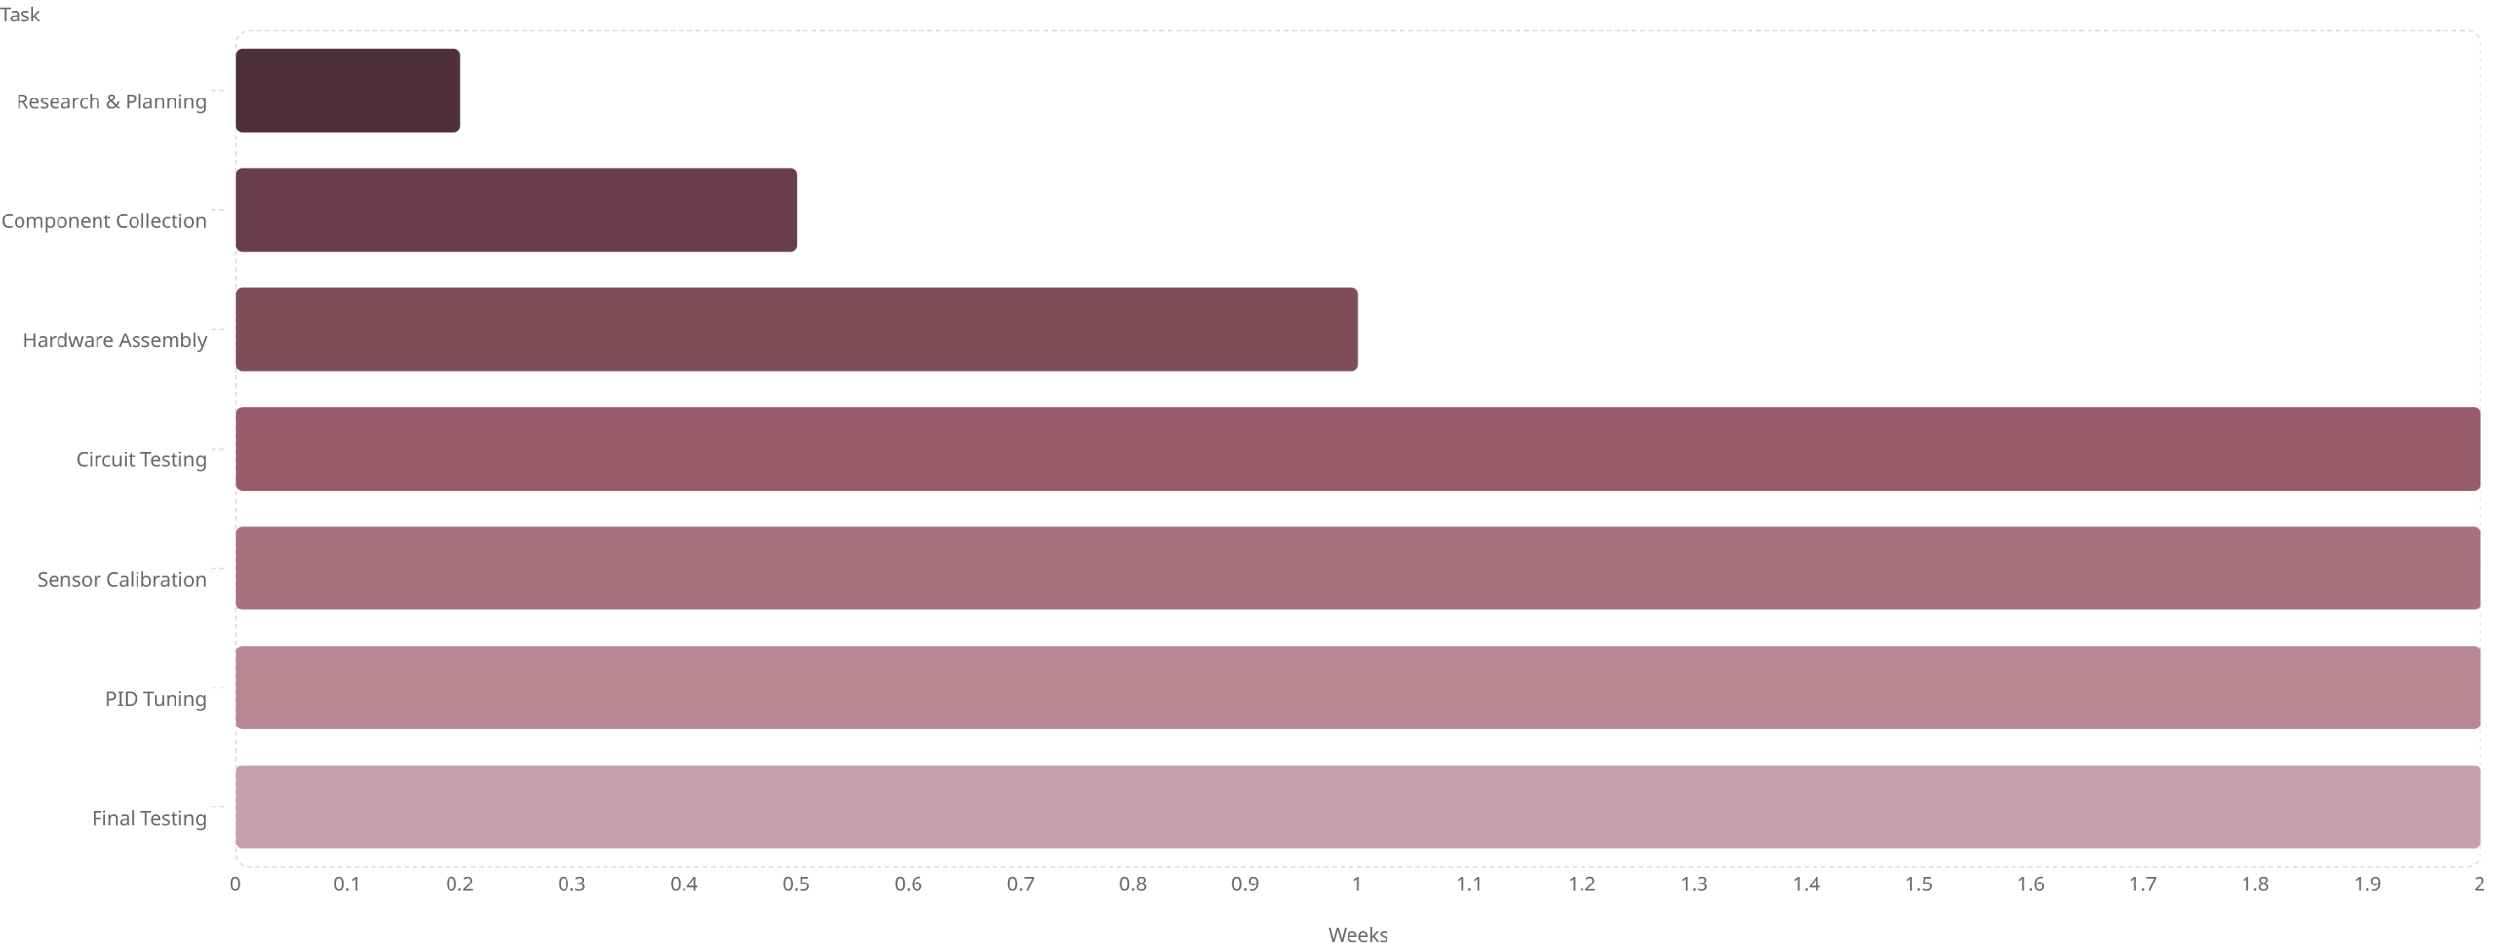 Task
Research & Planning
Component Collection
Hardware Assembly
Circuit Testing
Sensor Calibration
PID Tuning
Final Testing
0 0.1 0.2 0.3 0.4 0.5 0.6 0.7 0.8 0.9 1 1.1 1.2 1.3 1.4 1.5 1.6 1.7 1.8 1.9 2
Weeks